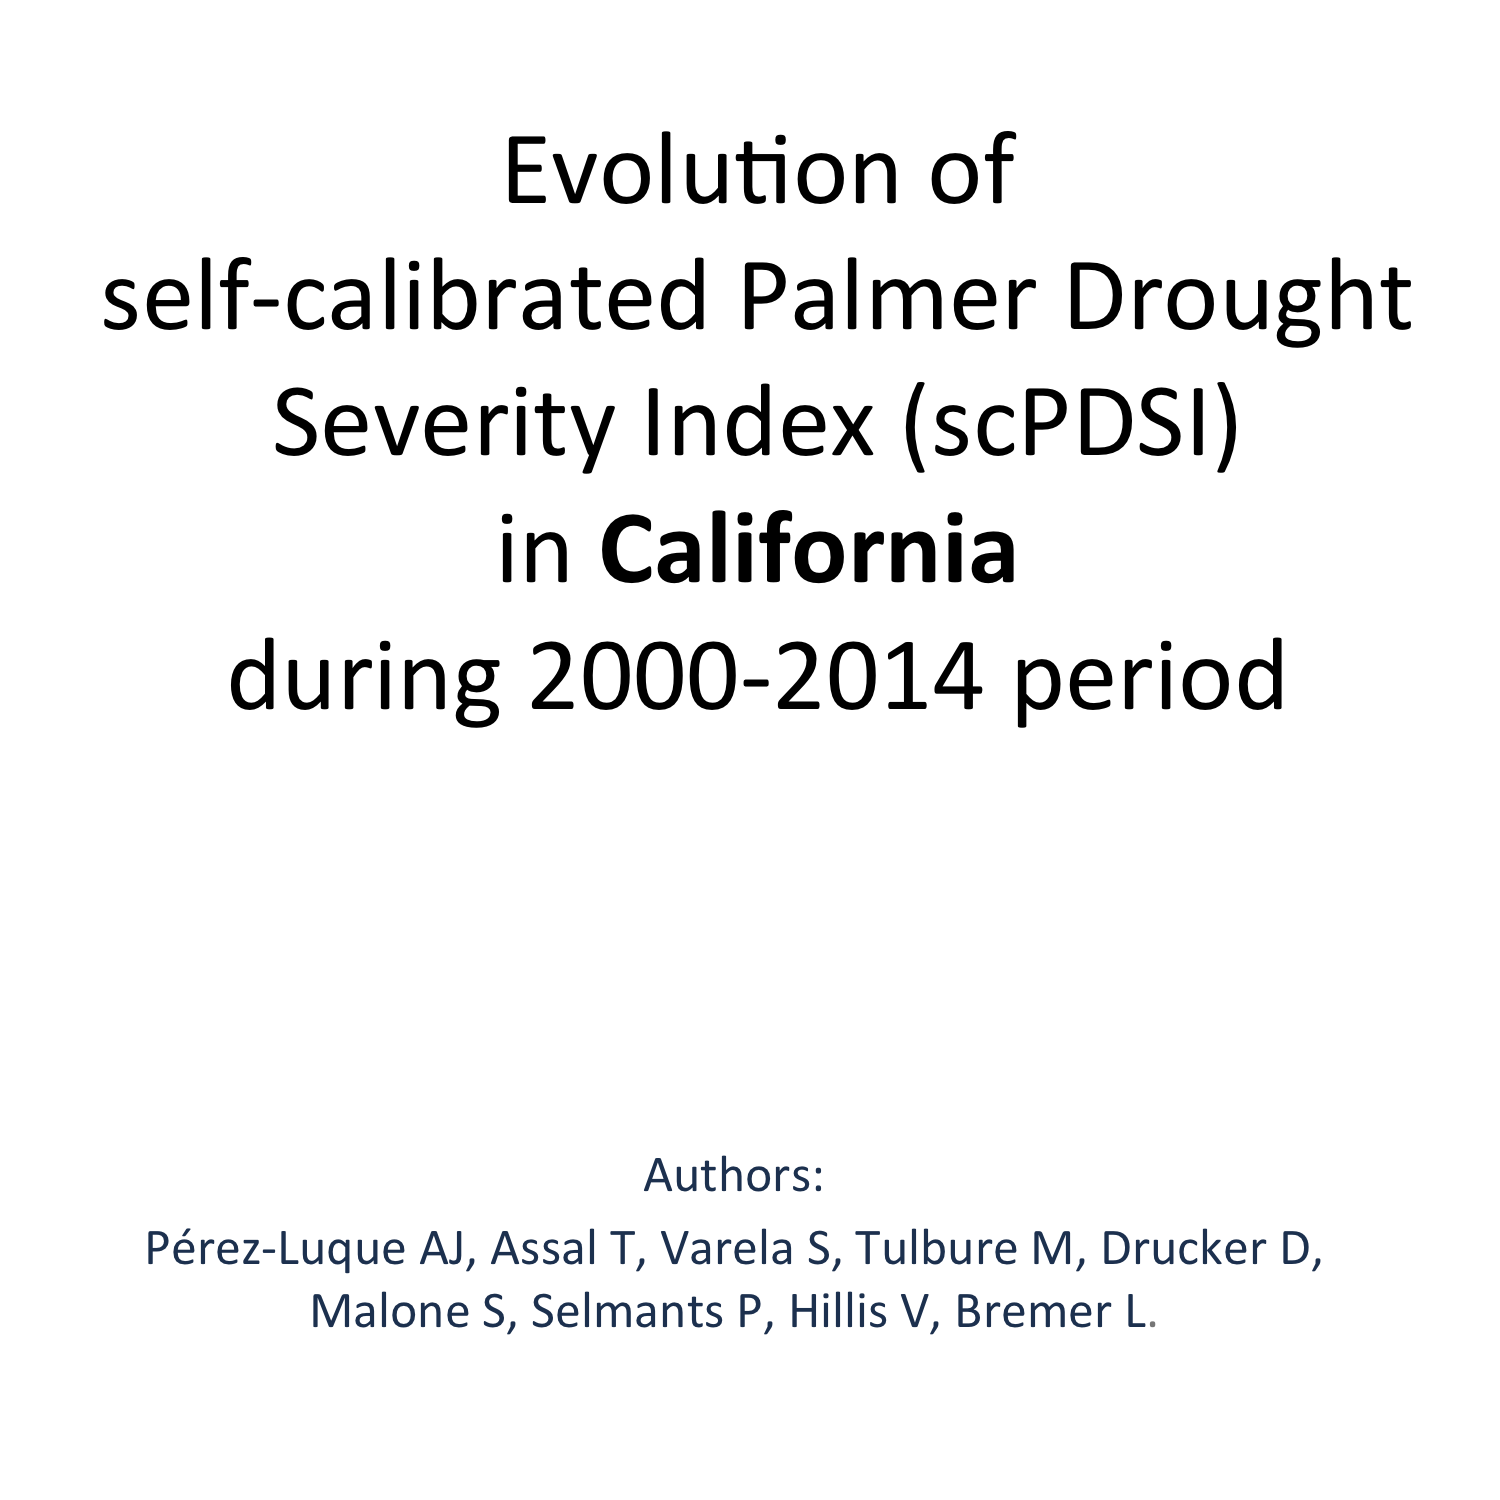 Evolution of
self-calibrated Palmer Drought
Severity Index (scPDSI)
in California
during 2000-2014 period
Authors:
Pérez-Luque AJ, Assal T, Varela S, Tulbure M, Drucker D,
Malone S, Selmants P, Hillis V, Bremer L.